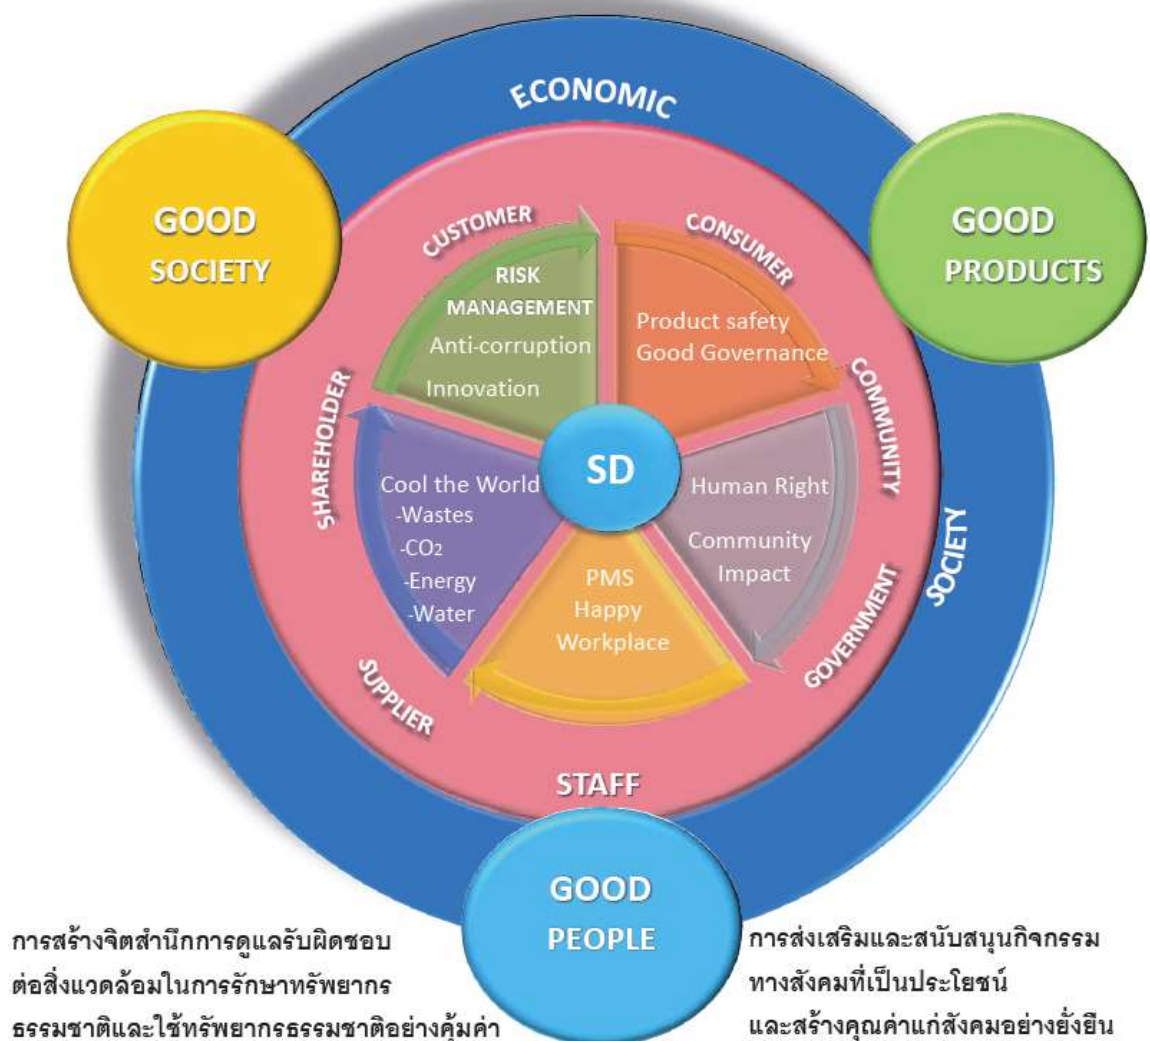 ECONOMIC
GOOD
SOCIETY
GOOD
PRODUCTS
CUSTOMER
CONSUMER
RISK
MANAGEMENT
Anti-corruption
Innovation
Product safety
Good Governance
SHAREHOLDER
COMMUNITY
SD
Cool the World
-Wastes
-CO2
-Energy
-Water
Human Right
Community
Impact
SOCIETY
PMS
Happy
Workplace
GOVERNMENT
SUPPLIER
STAFF
GOOD
PEOPLE
การสร้างจิตสำนึกการดูแลรับผิดชอบ
ต่อสิ่งแวดล้อมในการรักษาทรัพยากร
ธรรมชาติและใช้ทรัพยากรธรรมชาติอย่างคุ้มค่า
การส่งเสริมและสนับสนุนกิจกรรม
ทางสังคมที่เป็นประโยชน์
และสร้างคุณค่าแก่สังคมอย่างยั่งยืน